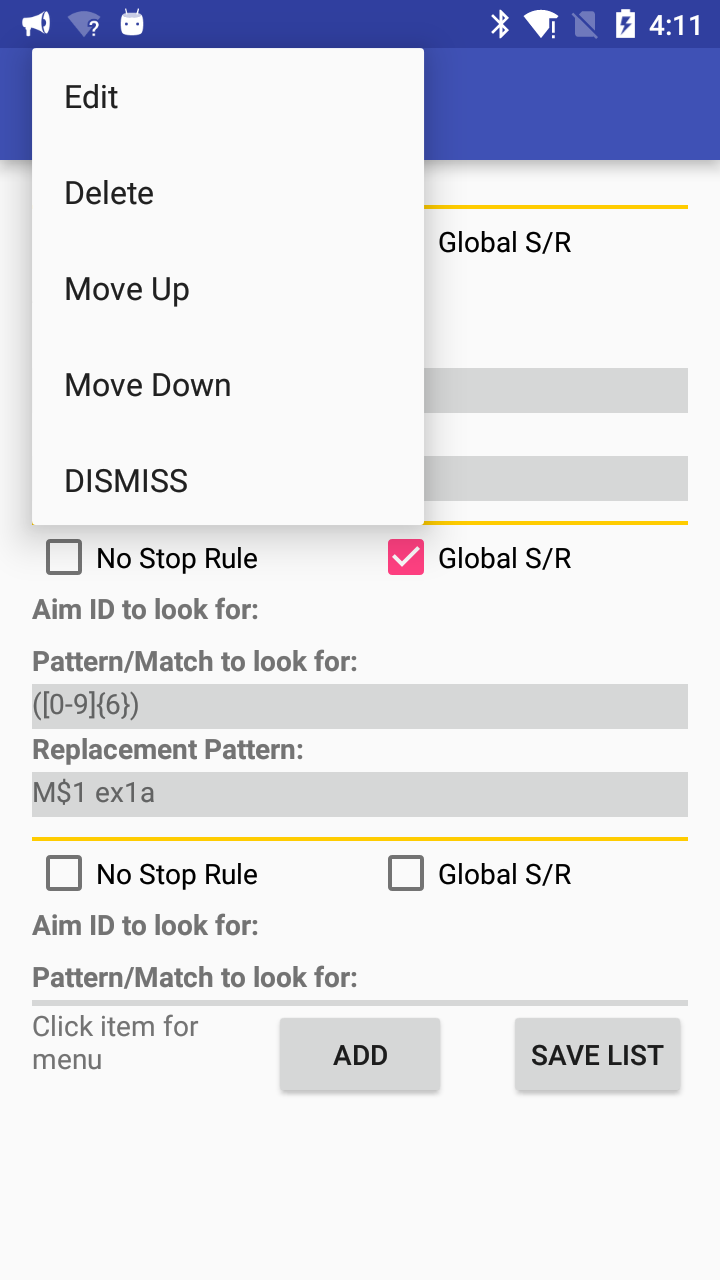 4:11
Edit
Delete
Move Up
Move Down
DISMISS
Global S/R
No Stop Rule
Global S/R
Aim ID to look for:
Pattern/Match to look for:
([0-9]{6})
Replacement Pattern:
M$1 ex1a
No Stop Rule
Global S/R
Aim ID to look for:
Pattern/Match to look for:
Click item for
menu
ADD
SAVE LIST